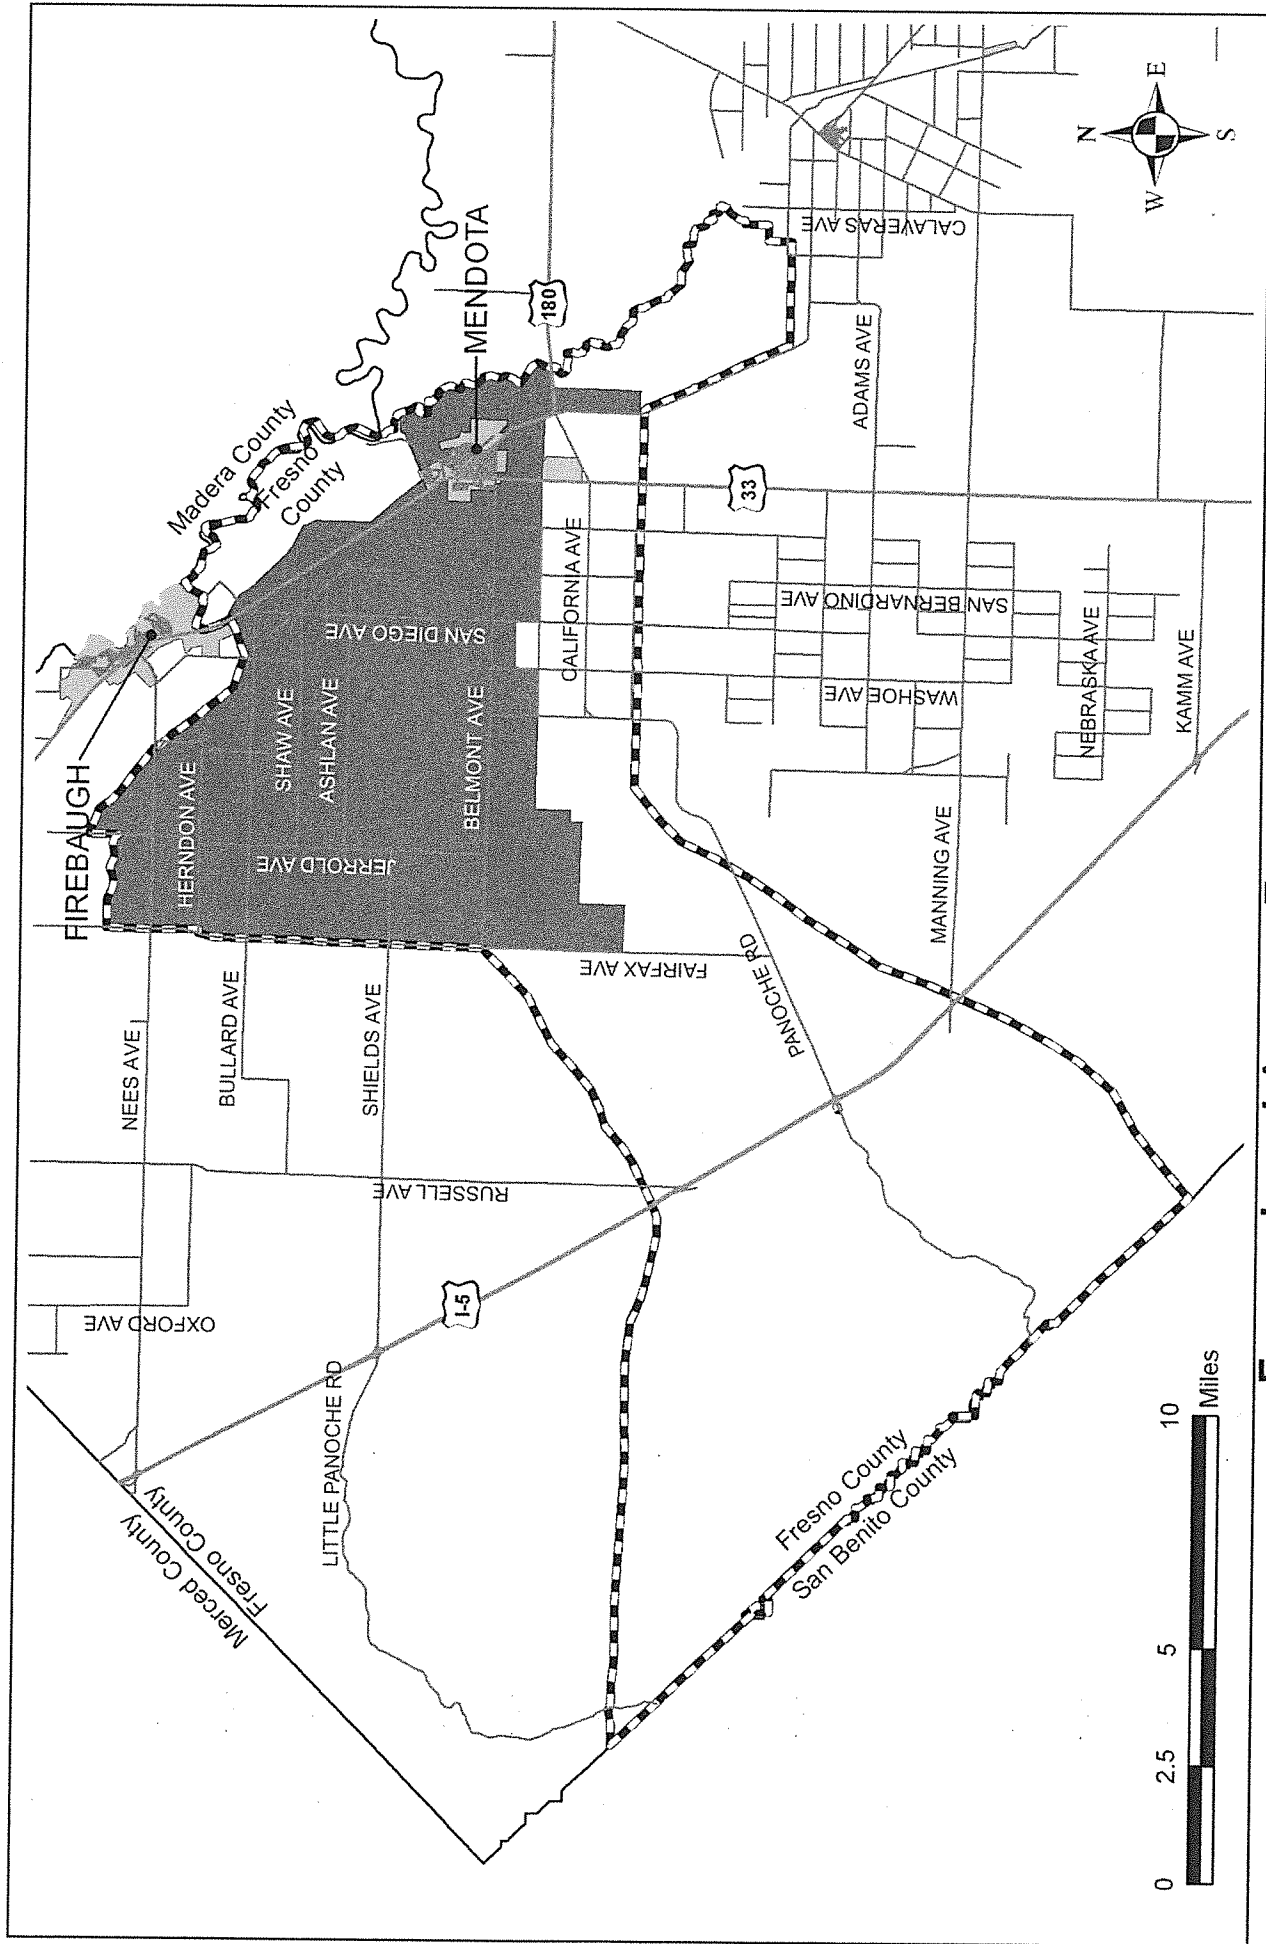 Merced County
Fresno County
OXFORD AVE
NEES AVE
BULLARD AVE
SHIELDS AVE
RUSSELL AVE
LITTLE PANOCHE RD
I-5
FIREBAUGH
HERNDON AVE
SHAW AVE
ASHLAN AVE
JERROLD AVE
BELMONT AVE
SAN DIEGO AVE
Madera County
Fresno
County
MENDOTA
180
CALIFORNIA AVE
33
FAIRFAX AVE
PANOCHE RD
MANNING AVE
WASHOE AVE
SAN BERNARDINO AVE
NEBRASKA AVE
KAMM AVE
ADAMS AVE
CALAVERAS AVE
Fresno County
San Benito County
N
W
E
S
0
2.5
5
10
Miles